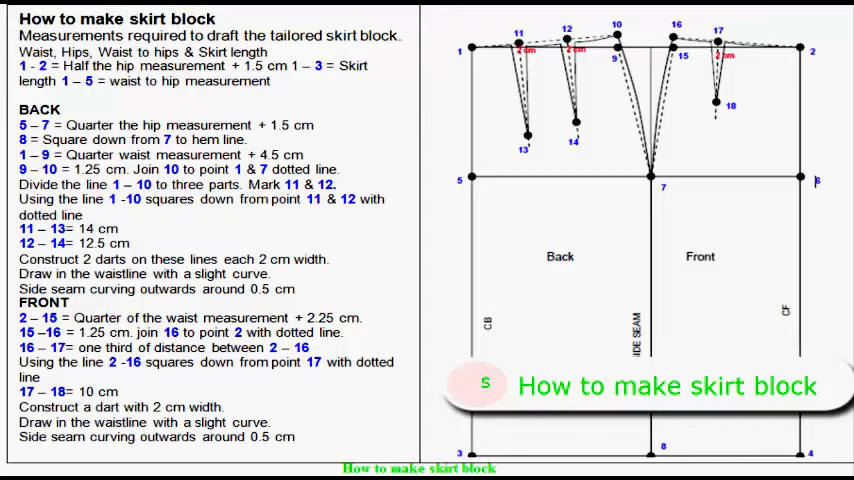 How to make skirt block
Measurements required to draft the tailored skirt block.
Waist, Hips, Waist to hips & Skirt length
1 - 2 = Half the hip measurement + 1.5 cm 1 – 3 = Skirt
length 1 – 5 = waist to hip measurement
BACK
5 – 7 = Quarter the hip measurement + 1.5 cm
8 = Square down from 7 to hem line.
1 – 9 = Quarter waist measurement + 4.5 cm
9 – 10 = 1.25 cm. Join 10 to point 1 & 7 dotted line.
Divide the line 1 – 10 to three parts. Mark 11 & 12.
Using the line 1 -10 squares down from point 11 & 12 with
dotted line
11 – 13= 14 cm
12 – 14= 12.5 cm
Construct 2 darts on these lines each 2 cm width.
Draw in the waistline with a slight curve.
Side seam curving outwards around 0.5 cm
FRONT
2 – 15 = Quarter of the waist measurement + 2.25 cm.
15 –16 = 1.25 cm. join 16 to point 2 with dotted line.
16 – 17= one third of distance between 2 – 16
Using the line 2 -16 squares down from point 17 with dotted
line
17 – 18= 10 cm
Construct a dart with 2 cm width.
Draw in the waistline with a slight curve.
Side seam curving outwards around 0.5 cm
10
16
11
12
17
1
2 cm
2 cm
9
15
2 cm
2
18
13
14
5
7
6
Back
Front
CB
IDE SEAM
CF
s
How to make skirt block
3
8
4
How to make skirt block